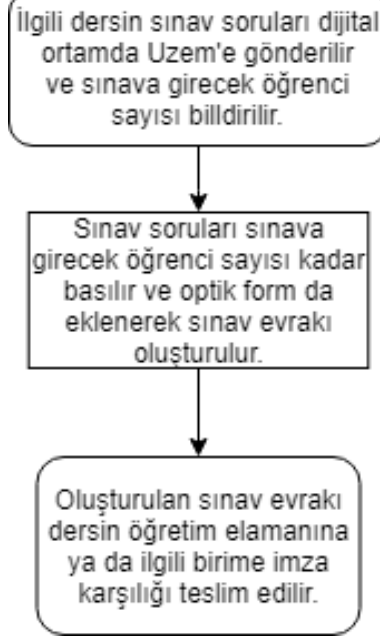 İlgili dersin sınav soruları dijital
ortamda Uzem'e gönderilir
ve sınava girecek öğrenci
sayısı billdirilir.
Sınav soruları sınava
girecek öğrenci sayısı kadar
basılır ve optik form da
eklenerek sınav evrakı
oluşturulur.
Oluşturulan sınav evrakı
dersin öğretim elamanına
ya da ilgili birime imza
karşılığı teslim edilir.